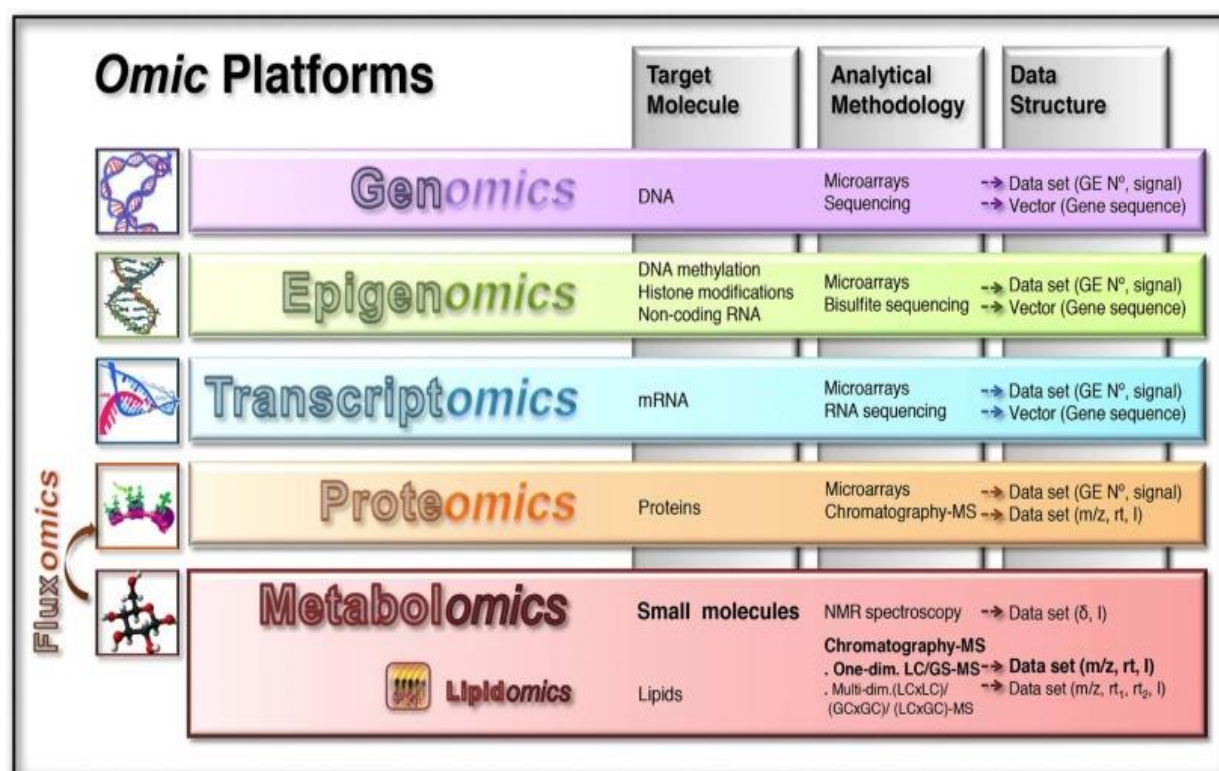 Omic Platforms
Target Molecule
Analytical Methodology
Data Structure
Genomics
DNA
Microarrays --> Data set (GE Nº, signal)
Sequencing --> Vector (Gene sequence)
Epigenomics
DNA methylation
Histone modifications
Non-coding RNA
Microarrays --> Data set (GE Nº, signal)
Bisulfite sequencing --> Vector (Gene sequence)
Transcriptomics
mRNA
Microarrays --> Data set (GE Nº, signal)
RNA sequencing --> Vector (Gene sequence)
Proteomics
Proteins
Microarrays --> Data set (GE Nº, signal)
Chromatography-MS --> Data set (m/z, rt, I)
Fluxomics
Metabolomics
Small molecules
NMR spectroscopy --> Data set (δ, I)
Chromatography-MS
. One-dim. LC/GS-MS --> Data set (m/z, rt, I)
Lipidomics
Lipids
. Multi-dim.(LCxLC)/ --> Data set (m/z, rt₁, rt₂, I)
(GCxGC)/ (LCxGC)-MS